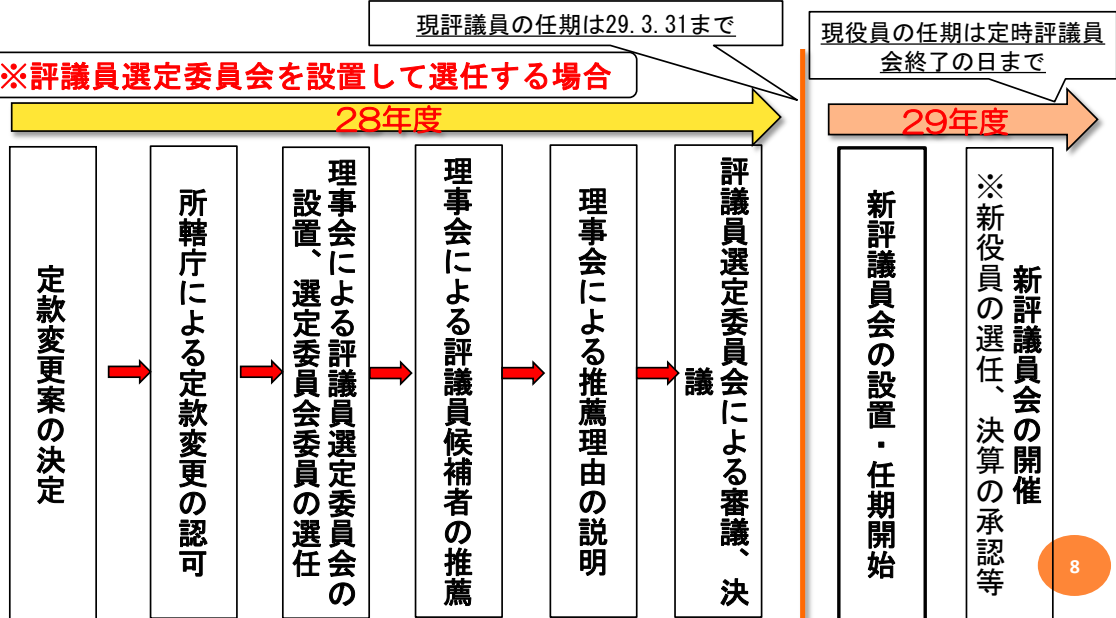 現評議員の任期は29.3.31まで
現役員の任期は定時評議員
会終了の日まで
※評議員選定委員会を設置して選任する場合
28年度
29年度
定款変更案の決定
所轄庁による定款変更の認可
理事会による評議員選定委員会の
設置、選定委員会委員の選任
理事会による評議員候補者の推薦
理事会による推薦理由の説明
評議員選定委員会による審議、決
議
新評議員会の設置・任期開始
新評議員会の開催
※新役員の選任、決算の承認等
8